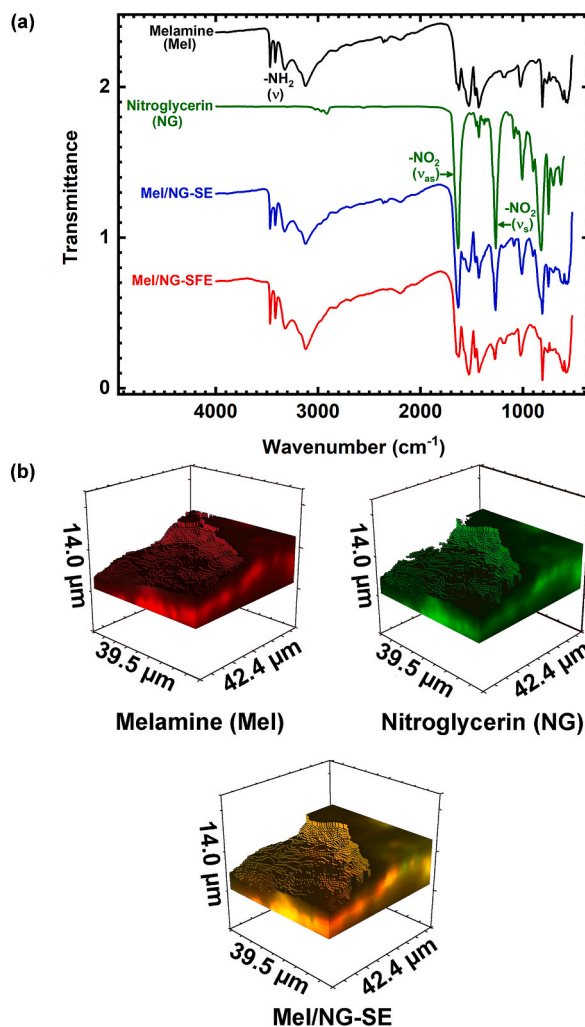 (a)
Melamine
(Mel)
-NH₂
(ν)
2
Nitroglycerin
(NG)
-NO₂
(νas)
-NO₂
(νs)
Mel/NG-SE
1
Mel/NG-SFE
0
Transmittance
4000 3000 2000 1000
Wavenumber (cm⁻¹)
(b)
14.0 µm
39.5 µm
42.4 µm
Melamine (Mel)
14.0 µm
39.5 µm
42.4 µm
Nitroglycerin (NG)
14.0 µm
39.5 µm
42.4 µm
Mel/NG-SE